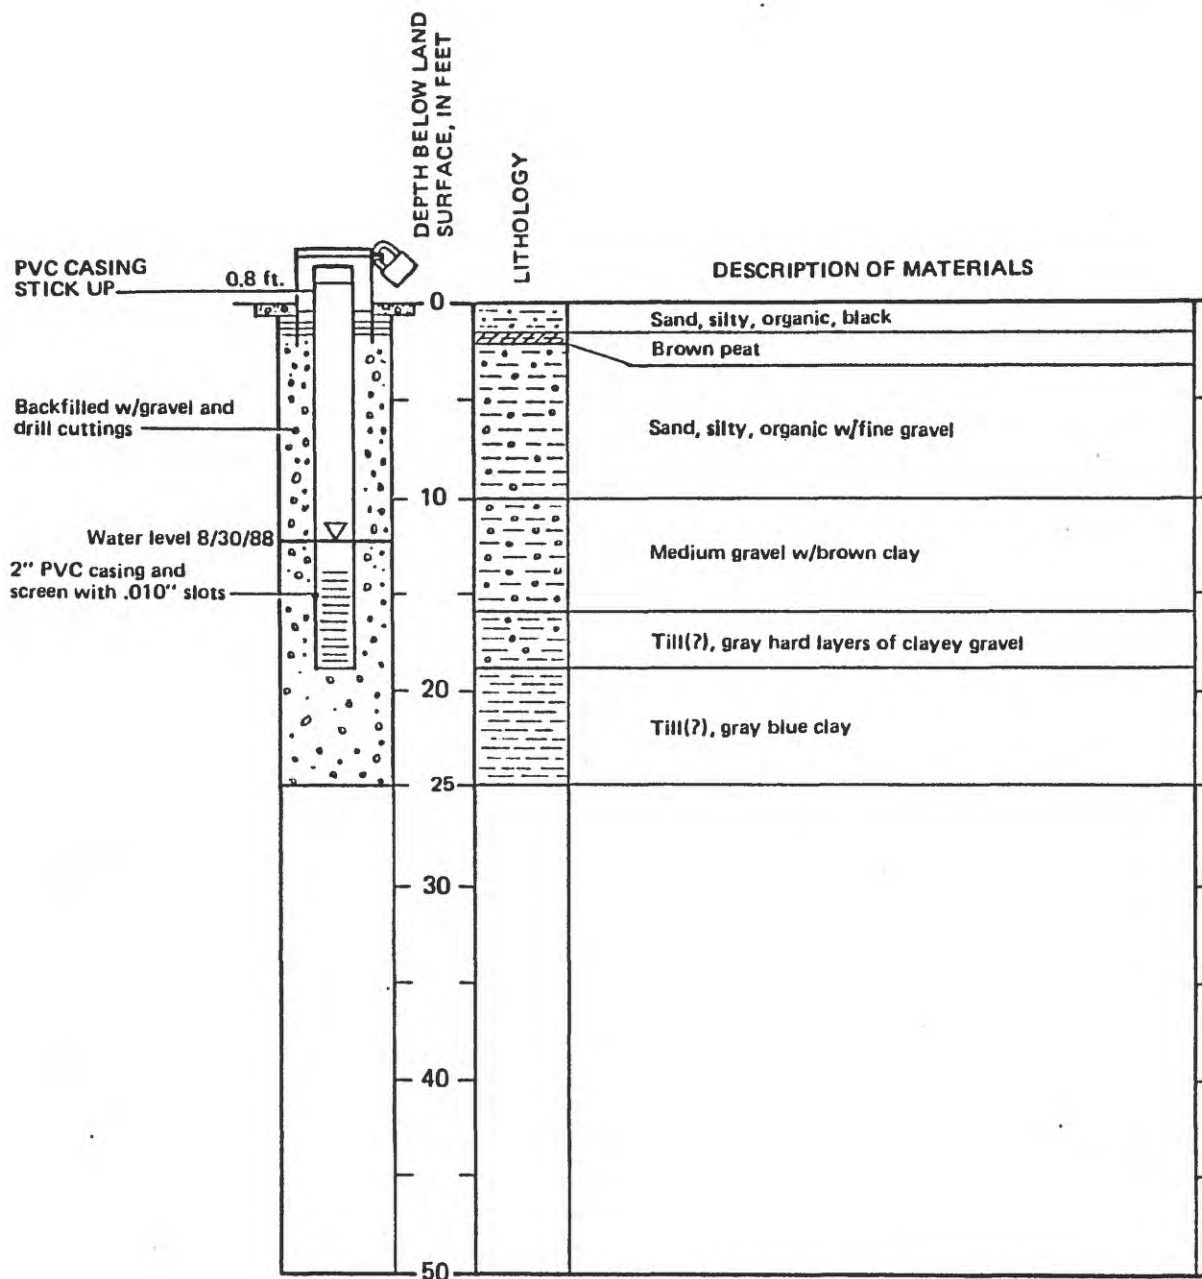 DEPTH BELOW LAND
SURFACE, IN FEET
LITHOLOGY
DESCRIPTION OF MATERIALS
PVC CASING
STICK UP
0.8 ft.
0
Sand, silty, organic, black
Brown peat
Backfilled w/gravel and
drill cuttings
Sand, silty, organic w/fine gravel
10
Water level 8/30/88
Medium gravel w/brown clay
2" PVC casing and
screen with .010" slots
Till(?), gray hard layers of clayey gravel
20
Till(?), gray blue clay
25
30
40
50